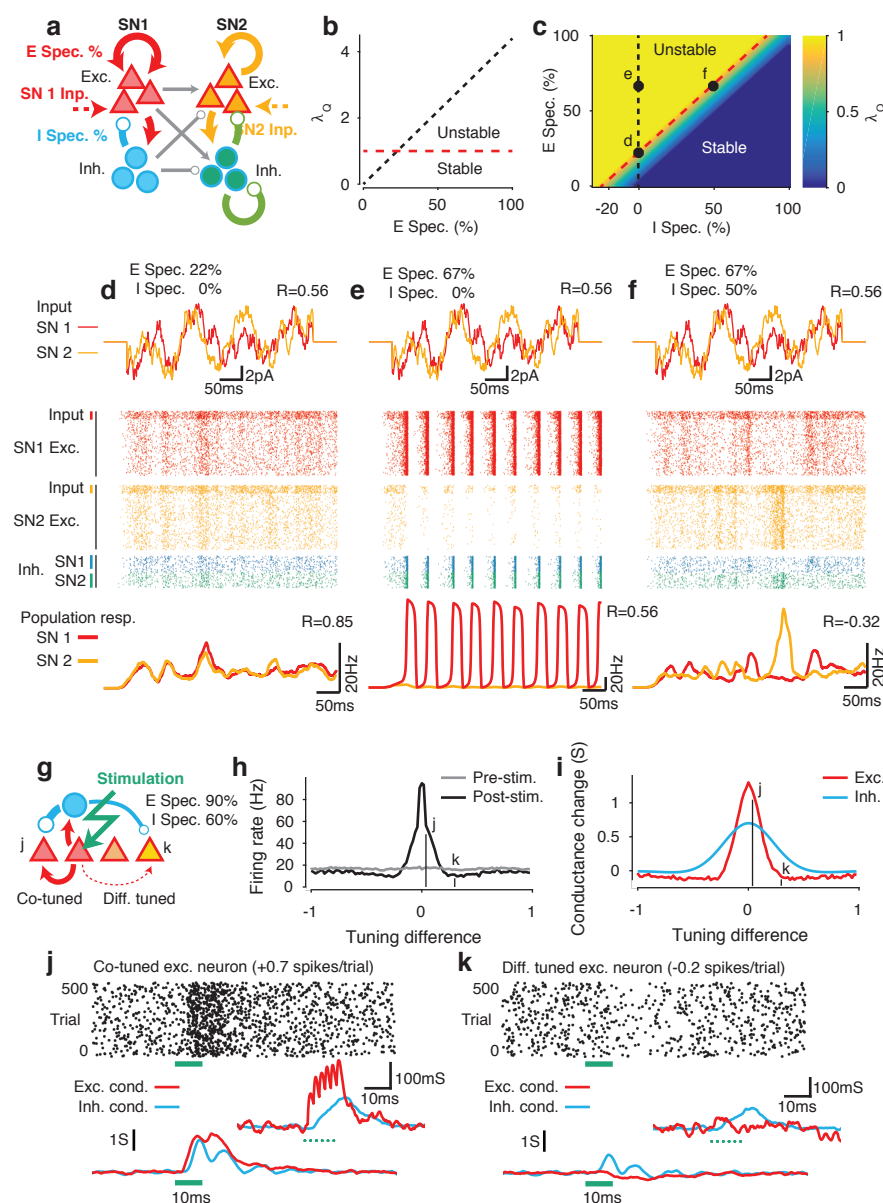 a
SN1
SN2
E Spec. %
Exc.
Exc.
SN 1 Inp.
SN2 Inp.
I Spec. %
Inh.
Inh.
b
4
2
0
λQ
Unstable
Stable
0
50
100
E Spec. (%)
c
100
50
0
E Spec. (%)
Unstable
e
f
d
Stable
-20
0
50
100
I Spec. (%)
1
0.5
0
λQ
d
E Spec. 22%
I Spec. 0%
R=0.56
Input
SN 1
SN 2
2pA
50ms
e
E Spec. 67%
I Spec. 0%
R=0.56
2pA
50ms
f
E Spec. 67%
I Spec. 50%
R=0.56
2pA
50ms
Input
SN1 Exc.
Input
SN2 Exc.
Inh.
SN1
SN2
Population resp.
SN 1
SN 2
R=0.85
20Hz
50ms
R=0.56
20Hz
50ms
R=-0.32
20Hz
50ms
g
Stimulation
E Spec. 90%
I Spec. 60%
j
k
Co-tuned
Diff. tuned
h
Firing rate (Hz)
80
60
40
20
0
Pre-stim.
Post-stim.
j
k
-1
0
1
Tuning difference
i
Conductance change (S)
1
0.5
0
Exc.
Inh.
j
k
-1
0
1
Tuning difference
j
Co-tuned exc. neuron (+0.7 spikes/trial)
500
Trial
0
Exc. cond.
Inh. cond.
100mS
10ms
1S
10ms
k
Diff. tuned exc. neuron (-0.2 spikes/trial)
500
Trial
0
Exc. cond.
Inh. cond.
100mS
10ms
1S
10ms